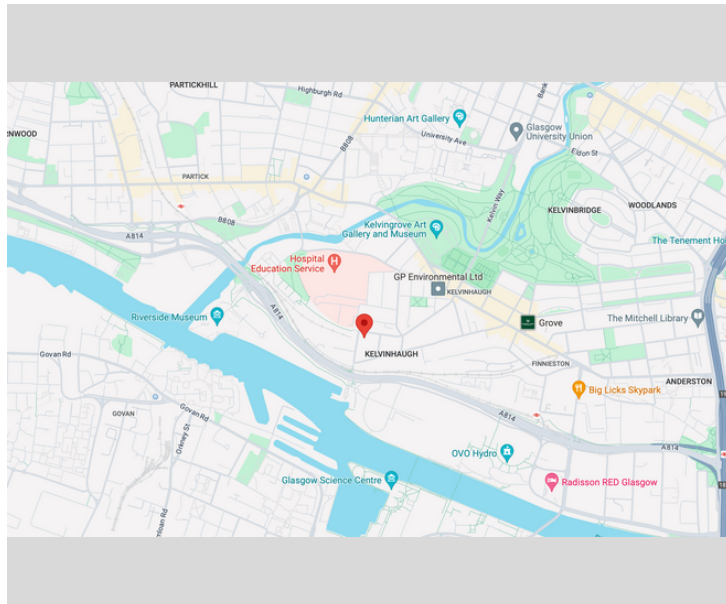 PARTICKHILL
Highburgh Rd
Bank
RNWOOD
Hunterian Art Gallery
University Ave
Glasgow
University Union
B808
Eldon St
PARTICK
Kelvin Way
KELVINBRIDGE
WOODLANDS
B808
A814
Kelvingrove Art
Gallery and Museum
The Tenement Ho
Hospital
Education Service
GP Environmental Ltd
KELVINHAUGH
A814
Riverside Museum
Grove
The Mitchell Library
Govan Rd
KELVINHAUGH
FINNIESTON
ANDERSTON
Big Licks Skypark
GOVAN
Govan Rd
Orkney St
A814
A814
OVO Hydro
Glasgow Science Centre
Radisson RED Glasgow